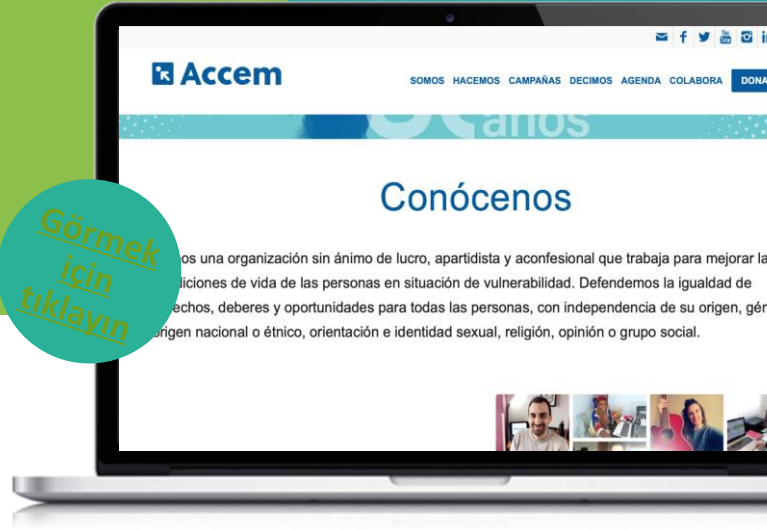 Accem
SOMOS HACEMOS CAMPAÑAS DECIMOS AGENDA COLABORA DONA
años
Conócenos
os una organización sin ánimo de lucro, apartidista y aconfesional que trabaja para mejorar la
diciones de vida de las personas en situación de vulnerabilidad. Defendemos la igualdad de
echos, deberes y oportunidades para todas las personas, con independencia de su origen, gén
origen nacional o étnico, orientación e identidad sexual, religión, opinión o grupo social.
Görmek
için
tıklayın